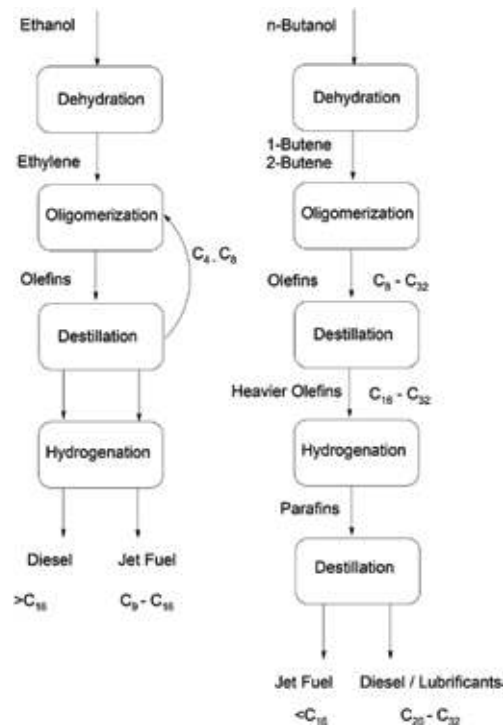 Ethanol
Dehydration
Ethylene
Oligomerization
C4 - C8
Olefins
Destillation
Hydrogenation
Diesel
Jet Fuel
>C16
C9 - C16
n-Butanol
Dehydration
1-Butene
2-Butene
Oligomerization
Olefins
C8 - C32
Destillation
Heavier Olefins
C16 - C32
Hydrogenation
Parafins
Destillation
Jet Fuel
Diesel / Lubrificants
<C16
C25 - C32